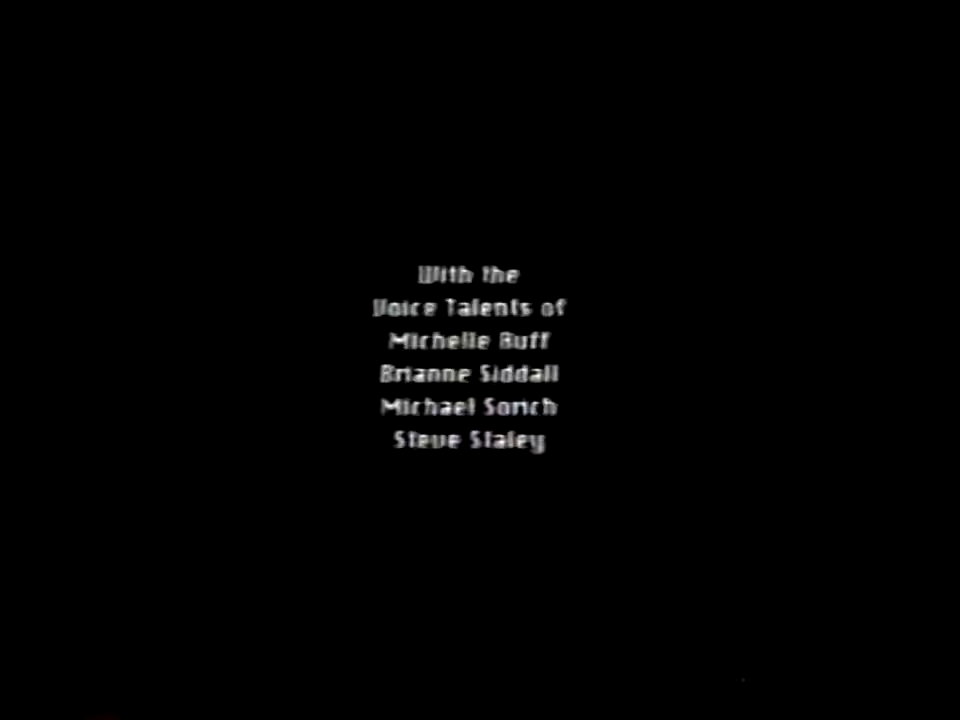 With the
Voice Talents of
Michelle Ruff
Brianne Siddall
Michael Sorich
Steve Staley